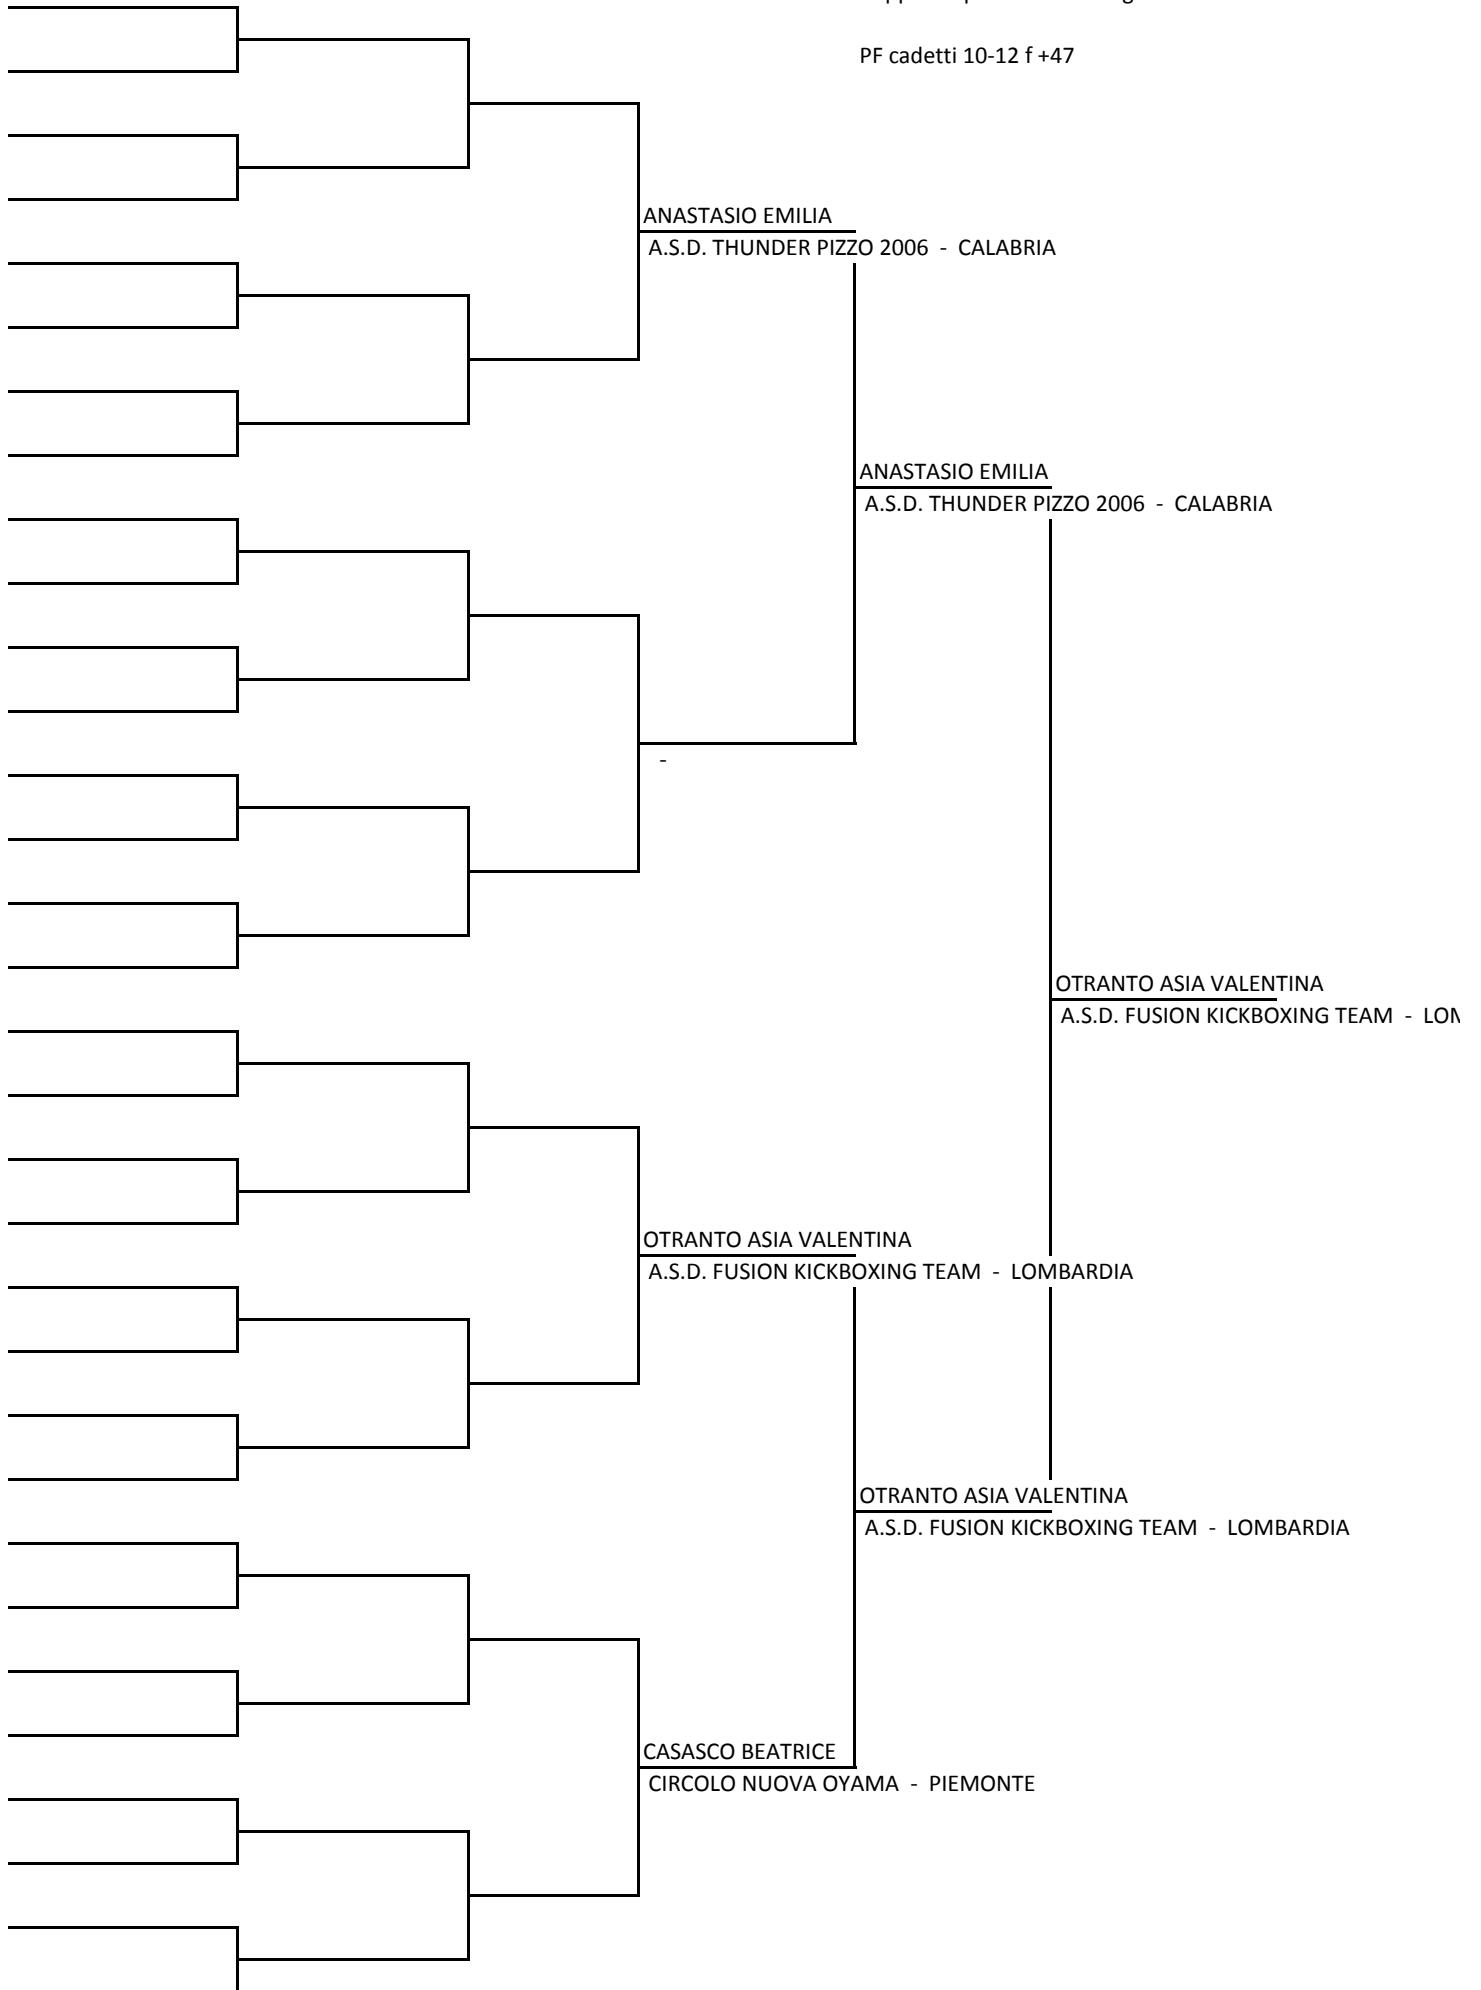 PF cadetti 10-12 f +47
ANASTASIO EMILIA
A.S.D. THUNDER PIZZO 2006 - CALABRIA
ANASTASIO EMILIA
A.S.D. THUNDER PIZZO 2006 - CALABRIA
-
OTRANTO ASIA VALENTINA
A.S.D. FUSION KICKBOXING TEAM - LOM
OTRANTO ASIA VALENTINA
A.S.D. FUSION KICKBOXING TEAM - LOMBARDIA
OTRANTO ASIA VALENTINA
A.S.D. FUSION KICKBOXING TEAM - LOMBARDIA
CASASCO BEATRICE
CIRCOLO NUOVA OYAMA - PIEMONTE